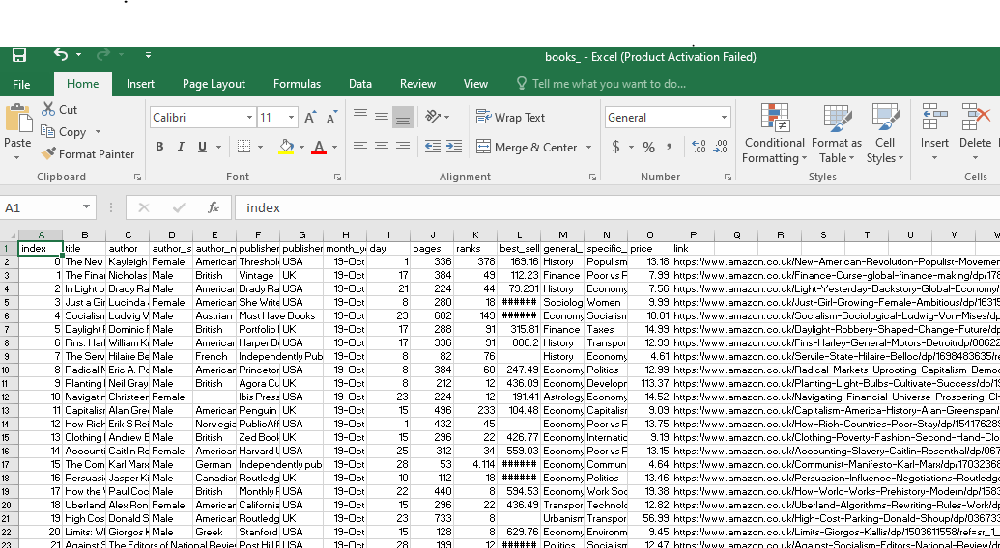 books_ - Excel (Product Activation Failed)
File Home Insert Page Layout Formulas Data Review View Tell me what you want to do...
Cut
Copy
Paste
Format Painter
Calibri 11 A A
B I U A
Wrap Text
Merge & Center
General
$ % ,
Conditional Formatting
Format as Table
Cell Styles
Insert Delete
Clipboard Font Alignment Number Styles Cells
A1 fx index
A B C D E F G H I J K L M N O P Q R S T U V
1 index title author author_s author_n publisher publisher month_y day pages ranks best_sell general_ specific_ price link
2 0 The New Kayleigh Female American Threshol USA 19-Oct 1 336 378 169.16 History Populism 13.18 https://www.amazon.co.uk/New-American-Revolution-Populist-Movemen
3 1 The Finar Nicholas Male British Vintage UK 19-Oct 17 384 49 112.23 Finance Poor vs F 7.99 https://www.amazon.co.uk/Finance-Curse-global-finance-making/dp/178
4 2 In Light o Brady Ra Male American Brady Ra USA 19-Oct 21 224 44 79.231 History Economy 7.56 https://www.amazon.co.uk/Light-Yesterday-Backstory-Global-Economy/
5 3 Just a Gir Lucinda Female American She Write USA 19-Oct 8 280 18 ###### Sociolog Women 9.99 https://www.amazon.co.uk/Just-Girl-Growing-Female-Ambitious/dp/16315
6 4 Socialism Ludwig V Male Austrian Must Have Books 19-Oct 23 602 149 ###### Economy Socialism 18.81 https://www.amazon.co.uk/Socialism-Sociological-Ludwig-Von-Mises/dp
7 5 Daylight F Dominic F Male British Portfolio UK 19-Oct 17 288 91 315.81 Finance Taxes 14.99 https://www.amazon.co.uk/Daylight-Robbery-Shaped-Change-Future/dp
8 6 Fins: Harl William Ki Male American Harper Bu USA 19-Oct 17 336 91 806.2 History Transpor 12.99 https://www.amazon.co.uk/Fins-Harley-General-Motors-Detroit/dp/00622
9 7 The Serv Hilaire Be Male French Independently Pub 19-Oct 8 82 76 History Economy 4.61 https://www.amazon.co.uk/Servile-State-Hilaire-Belloc/dp/1698483635/re
10 8 Radical M Eric A. Po Male American Princetor USA 19-Oct 8 384 60 247.49 Economy Politics 12.99 https://www.amazon.co.uk/Radical-Markets-Uprooting-Capitalism-Democ
11 9 Planting l Neil Gray Male British Agora Cu UK 19-Oct 8 212 12 436.09 Economy Developr 113.37 https://www.amazon.co.uk/Planting-Light-Bulbs-Cultivate-Success/dp/19
12 10 Navigatir Christeer Female Ibis Press USA 19-Oct 23 224 12 191.41 Astrology Economy 14.52 https://www.amazon.co.uk/Navigating-Financial-Universe-Prospering-Ch
13 11 Capitalisr Alan Gree Male American Penguin UK 19-Oct 15 496 233 104.48 Economy Capitalisr 9.09 https://www.amazon.co.uk/Capitalism-America-History-Alan-Greenspan/
14 12 How Rich Erik S Rei Male Norwegia PublicAff USA 19-Oct 1 432 45 Economy Poor vs F 13.75 https://www.amazon.co.uk/How-Rich-Countries-Poor-Stay/dp/15417628
15 13 Clothing l Andrew B Male British Zed Book UK 19-Oct 15 296 22 426.77 Economy Internatic 9.19 https://www.amazon.co.uk/Clothing-Poverty-Fashion-Second-Hand-Clo
16 14 Accounti Caitlin Ro Female American Harvard U USA 19-Oct 25 312 34 559.03 Economy Poor vs F 13.15 https://www.amazon.co.uk/Accounting-Slavery-Caitlin-Rosenthal/dp/067
17 15 The Com Karl Marx Male German Independently pub 19-Oct 28 53 4.114 ###### Economy Commun 4.64 https://www.amazon.co.uk/Communist-Manifesto-Karl-Marx/dp/17032368
18 16 Persuasi Jasper Ki Male Canadiar Routledg UK 19-Oct 10 112 18 ###### Economy Politics 13.46 https://www.amazon.co.uk/Persuasion-Influence-Negotiations-Routledge
19 17 How the Paul Coc Male British Monthly F USA 19-Oct 22 440 8 594.53 Economy Work Soc 19.38 https://www.amazon.co.uk/How-World-Works-Prehistory-Modern/dp/1583
20 18 Uberland Alex Ron Female American California USA 19-Oct 15 296 22 436.49 Transpor Technolc 12.82 https://www.amazon.co.uk/Uberland-Algorithms-Rewriting-Rules-Work/dp
21 19 High Cos Donald S Male American Routledg UK 19-Oct 23 733 8 Urbanism Transpor 56.99 https://www.amazon.co.uk/High-Cost-Parking-Donald-Shoup/dp/036733
22 20 Limits: Wl Giorgos K Male Greek Stanford USA 19-Oct 15 128 8 629.76 Economy Environm 9.45 https://www.amazon.co.uk/Limits-Giorgos-Kallis/dp/1503611558/ref=sr_1_
23 21 Against S The Editors of National Review Post Hill F USA 19-Oct 28 199 12 ###### Politics Socialism 12.47 https://www.amazon.co.uk/Against-Socialism-Editors-National-Review/dp